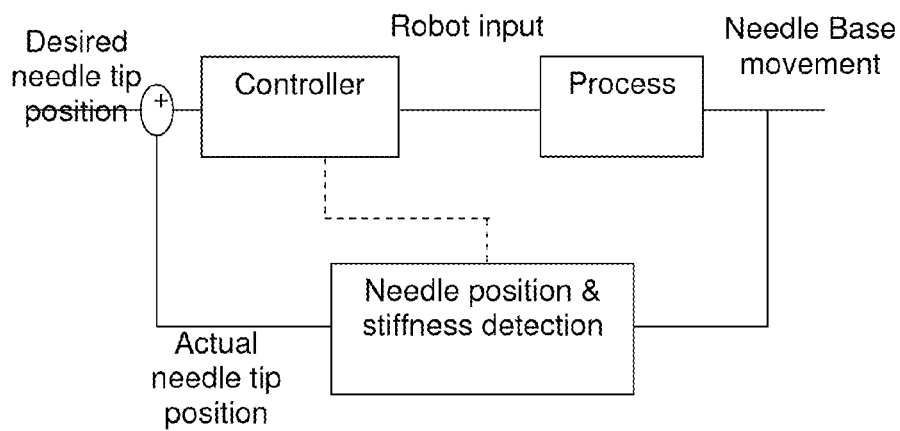 Desired
needle tip
position
+
Controller
Robot input
Process
Needle Base
movement
Needle position &
stiffness detection
Actual
needle tip
position